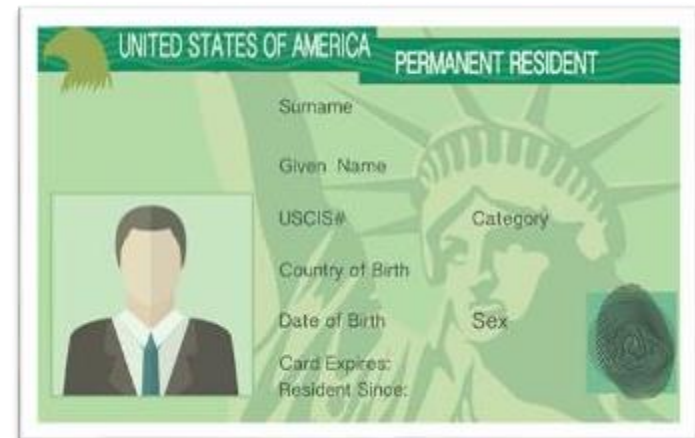 UNITED STATES OF AMERICA
PERMANENT RESIDENT
Surname
Given Name
USCIS# Category
Country of Birth
Date of Birth Sex
Card Expires:
Resident Since: